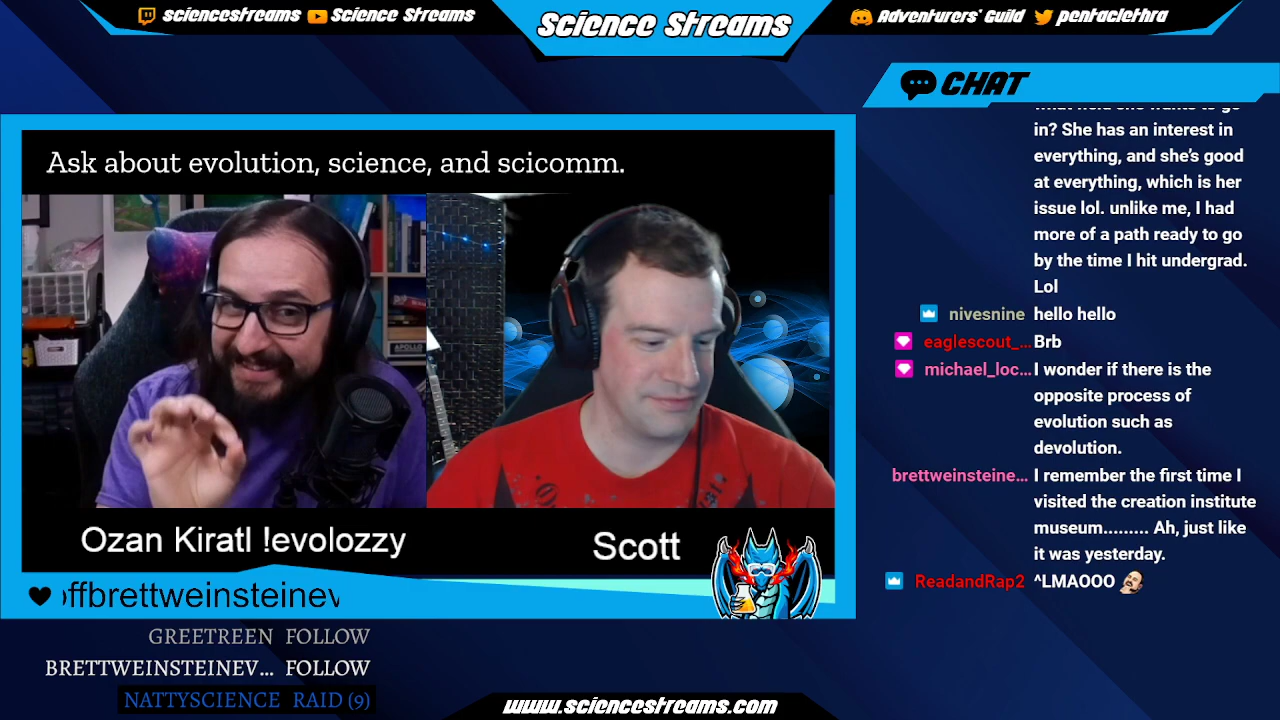 sciencestreams Science Streams
Science Streams
Adventurers' Guild pentaclethra
CHAT
Ask about evolution, science, and scicomm.
in? She has an interest in
everything, and she's good
at everything, which is her
issue lol. unlike me, I had
more of a path ready to go
by the time I hit undergrad.
Lol
nivesnine hello hello
eaglescout_... Brb
michael_loc... I wonder if there is the
opposite process of
evolution such as
devolution.
brettweinsteine... I remember the first time I
visited the creation institute
museum......... Ah, just like
it was yesterday.
ReadandRap2 ^LMAOOO
APOLLO
Ozan Kiratl !evolozzy
Scott
ffbrettweinsteinev
GREETREEN FOLLOW
BRETTWEINSTEINEV... FOLLOW
NATTYSCIENCE RAID (9)
www.sciencestreams.com